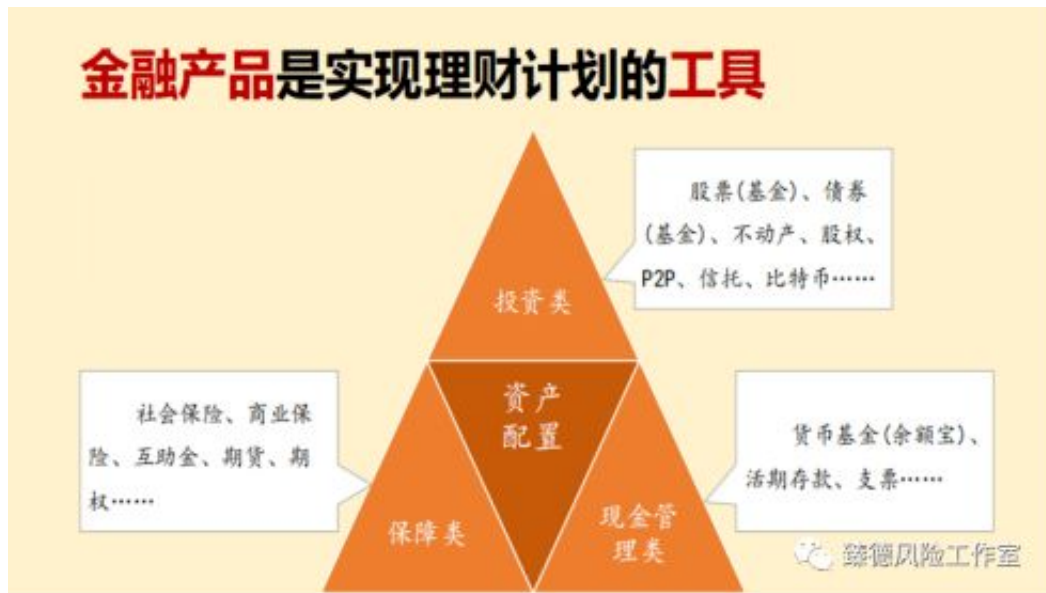 金融产品是实现理财计划的工具
股票(基金)、债券
(基金)、不动产、股权、
P2P、信托、比特币……
投资类
资产
配置
社会保险、商业保
险、互助金、期货、期
权……
保障类
货币基金(余额宝)、
活期存款、支票……
现金管
理类
臻德风险工作室